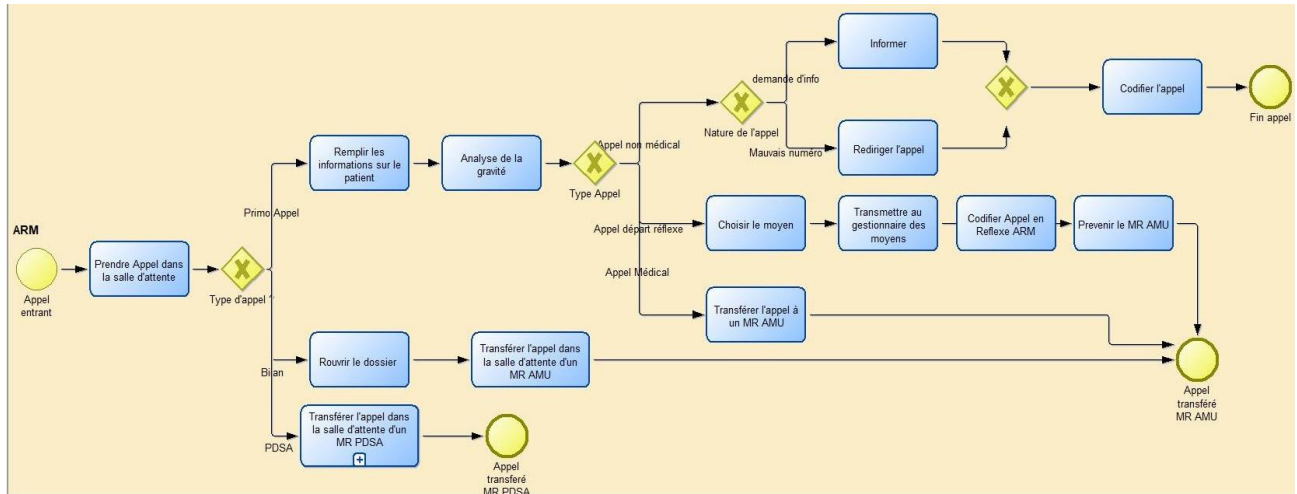 Informer
demande d'info
Codifier l'appel
Fin appel
Nature de l'appel
Appel non médical
Mauvais numéro
Rediriger l'appel
Remplir les
informations sur le
patient
Analyse de la
gravité
Type Appel
Primo Appel
Appel départ réflexe
Choisir le moyen
Transmettre au
gestionnaire des
moyens
Codifier Appel en
Reflexe ARM
Prevenir le MR AMU
ARM
Prendre Appel dans
la salle d'attente
Appel
entrant
Type d'appel ?
Appel Médical
Transférer l'appel à
un MR AMU
Bilan
Rouvrir le dossier
Transférer l'appel dans
la salle d'attente d'un
MR AMU
Appel
transféré
MR AMU
PDSA
Transférer l'appel dans
la salle d'attente d'un
MR PDSA
Appel
transferé
MR PDSA